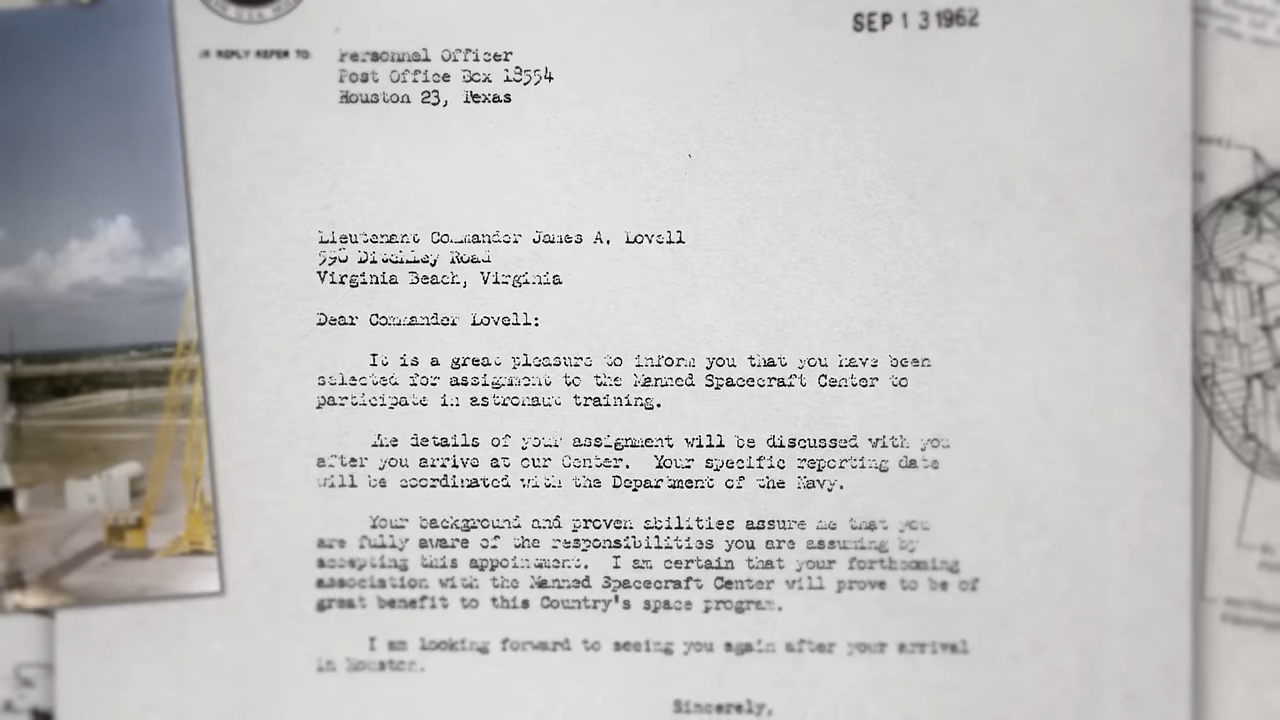 SEP 1 3 1962
IN REPLY REFER TO:
Personnel Officer
Post Office Box 18554
Houston 23, Texas
Lieutenant Commander James A. Lovell
Road
Virginia Beach, Virginia
Dear Commander Lovell:
It is a great pleasure to inform you that you have been
selected for assignment to the Manned Spacecraft Center to
participate in astronaut training.
The details of your assignment will be discussed with you
after you arrive at our Center. Your specific reporting date
will be coordinated with the Department of the Navy.
Your background and proven abilities assure me that you
are fully aware of the responsibilities you are assuming by
accepting this appointment. I am certain that your forthcoming
association with the Manned Spacecraft Center will prove to be of
great benefit to this Country's space program.
I am looking forward to seeing you again after your arrival
in Houston.
Sincerely,